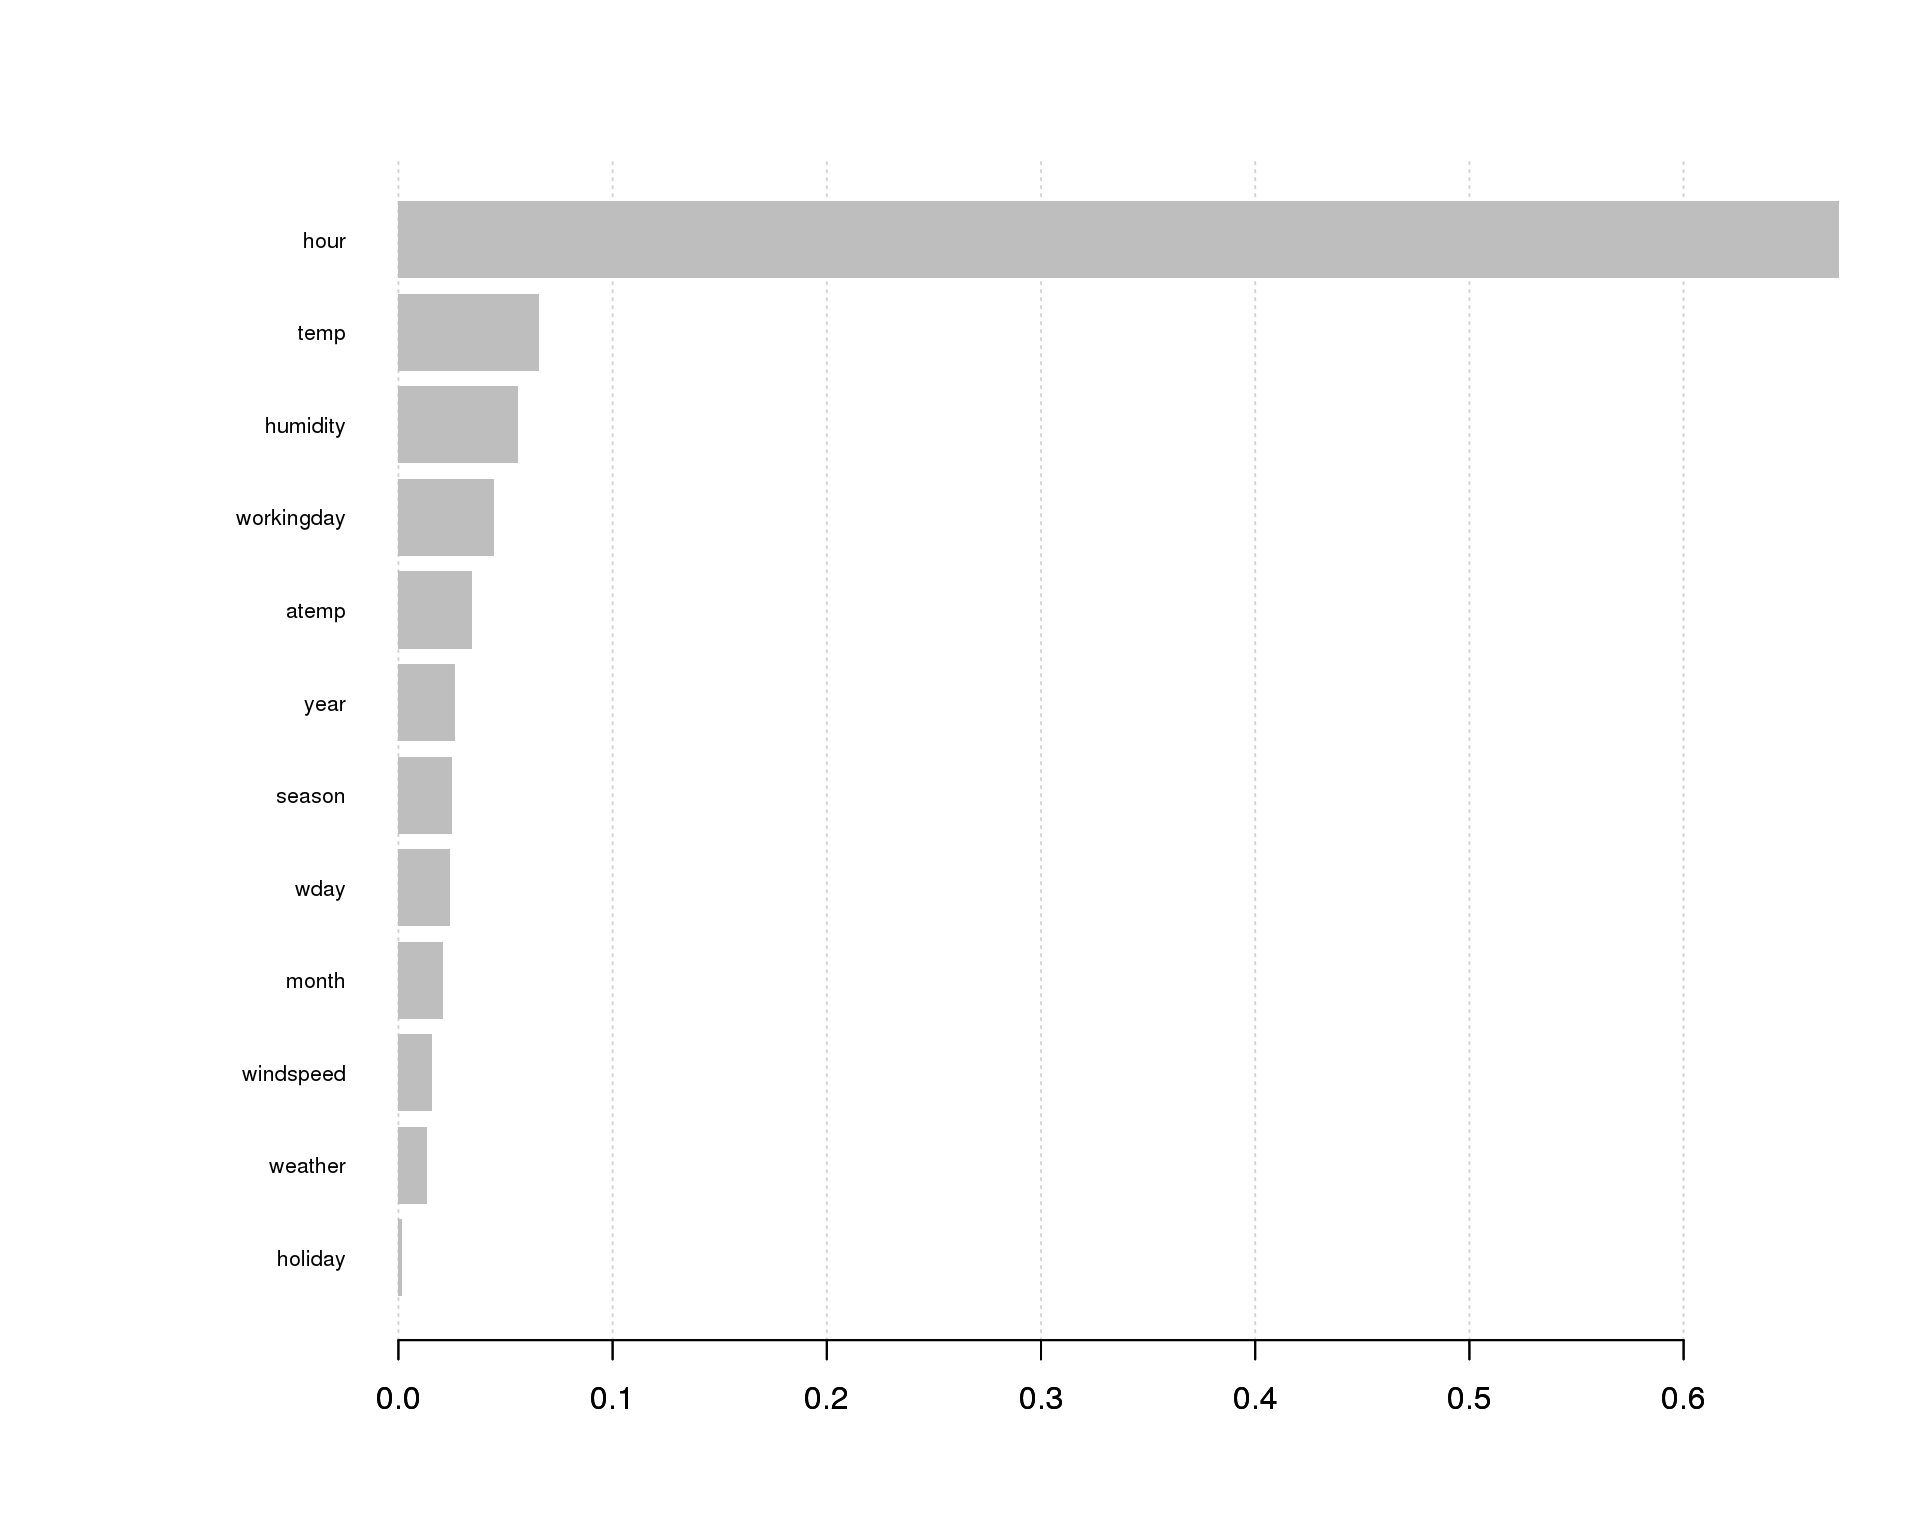 hour
temp
humidity
workingday
atemp
year
season
wday
month
windspeed
weather
holiday
0.0 0.1 0.2 0.3 0.4 0.5 0.6